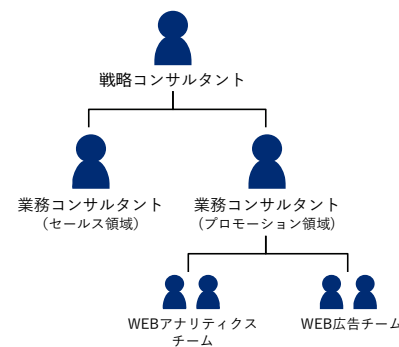 戦略コンサルタント
業務コンサルタント
（セールス領域）
業務コンサルタント
（プロモーション領域）
WEBアナリティクス
チーム
WEB広告チーム